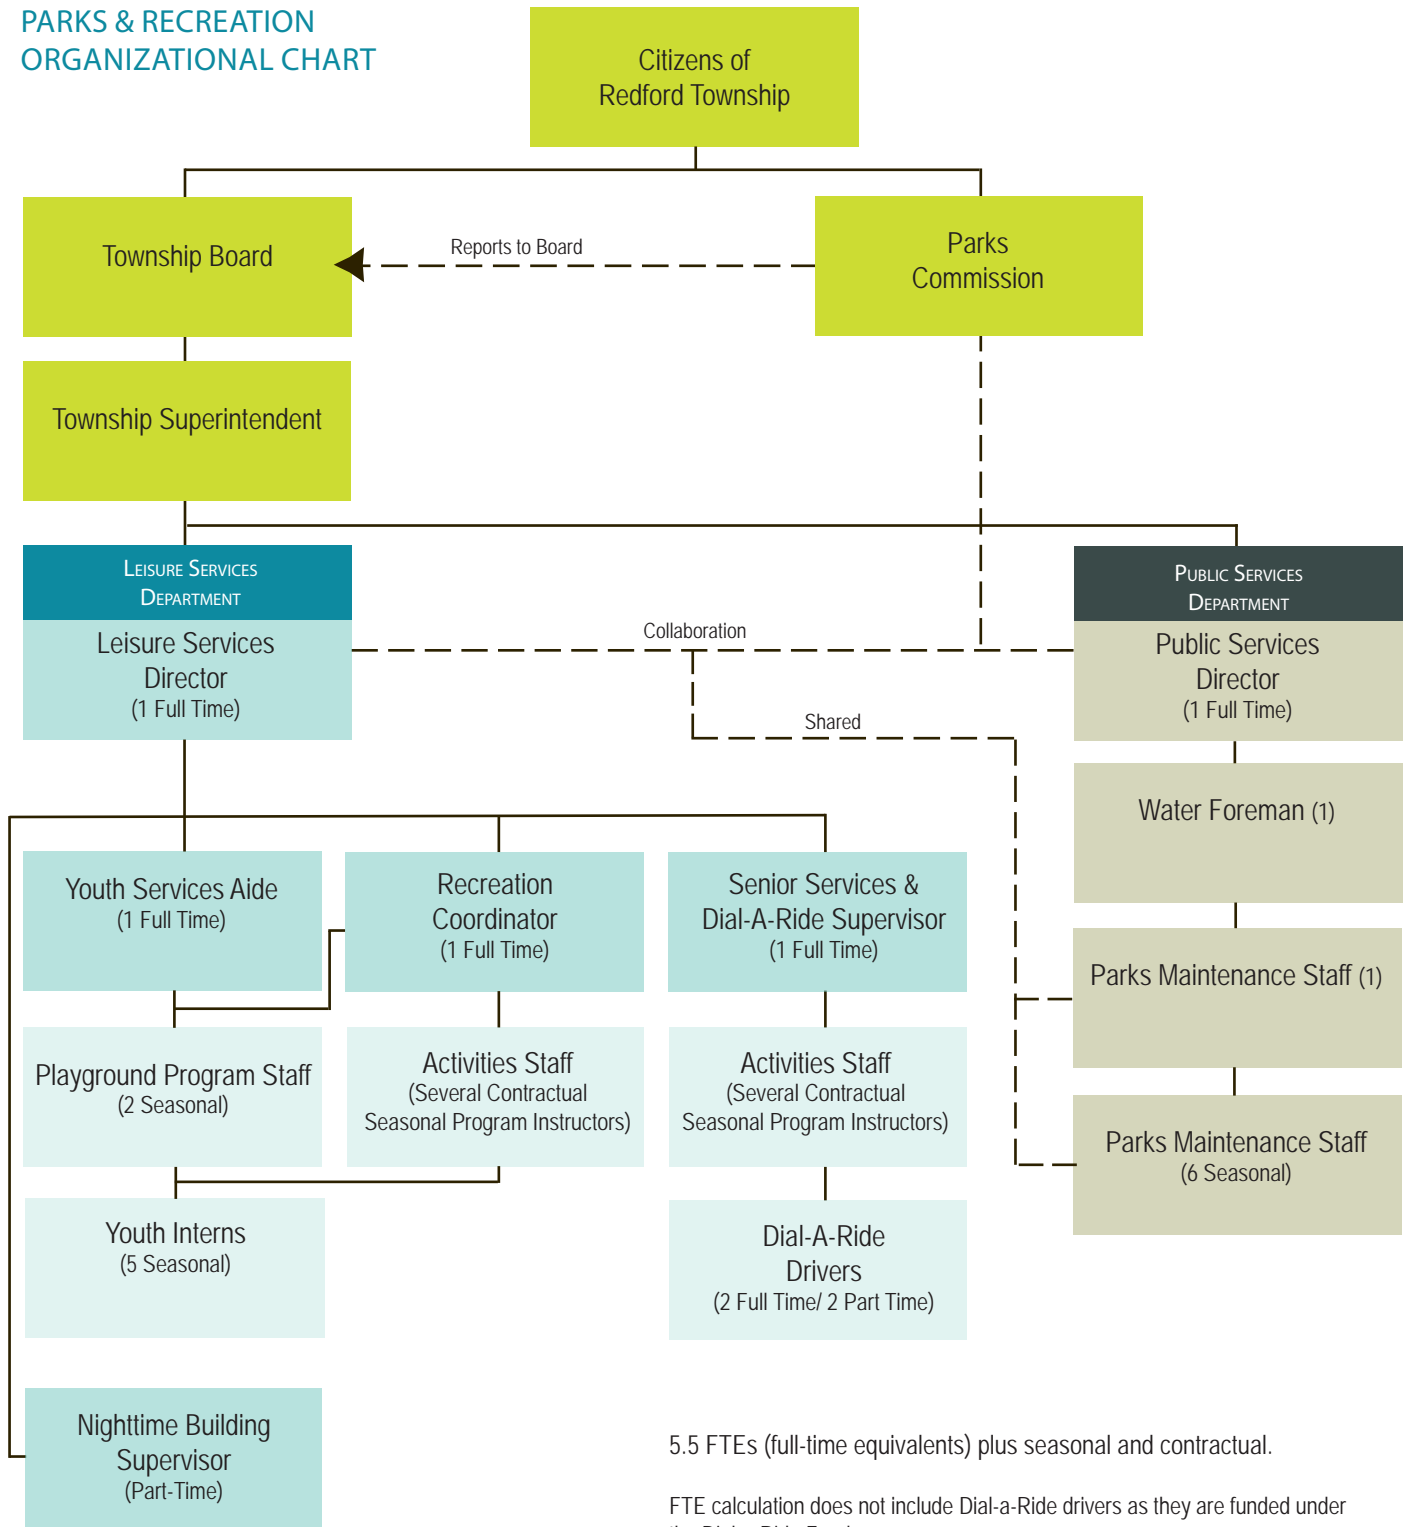 PARKS & RECREATION
ORGANIZATIONAL CHART
Citizens of
Redford Township
Township Board
Reports to Board
Parks
Commission
Township Superintendent
Leisure Services
Department
Public Services
Department
Leisure Services
Director
(1 Full Time)
Collaboration
Public Services
Director
(1 Full Time)
Shared
Water Foreman (1)
Youth Services Aide
(1 Full Time)
Recreation
Coordinator
(1 Full Time)
Senior Services &
Dial-A-Ride Supervisor
(1 Full Time)
Parks Maintenance Staff (1)
Playground Program Staff
(2 Seasonal)
Activities Staff
(Several Contractual
Seasonal Program Instructors)
Activities Staff
(Several Contractual
Seasonal Program Instructors)
Parks Maintenance Staff
(6 Seasonal)
Youth Interns
(5 Seasonal)
Dial-A-Ride
Drivers
(2 Full Time/ 2 Part Time)
Nighttime Building
Supervisor
(Part-Time)
5.5 FTEs (full-time equivalents) plus seasonal and contractual.
FTE calculation does not include Dial-a-Ride drivers as they are funded under